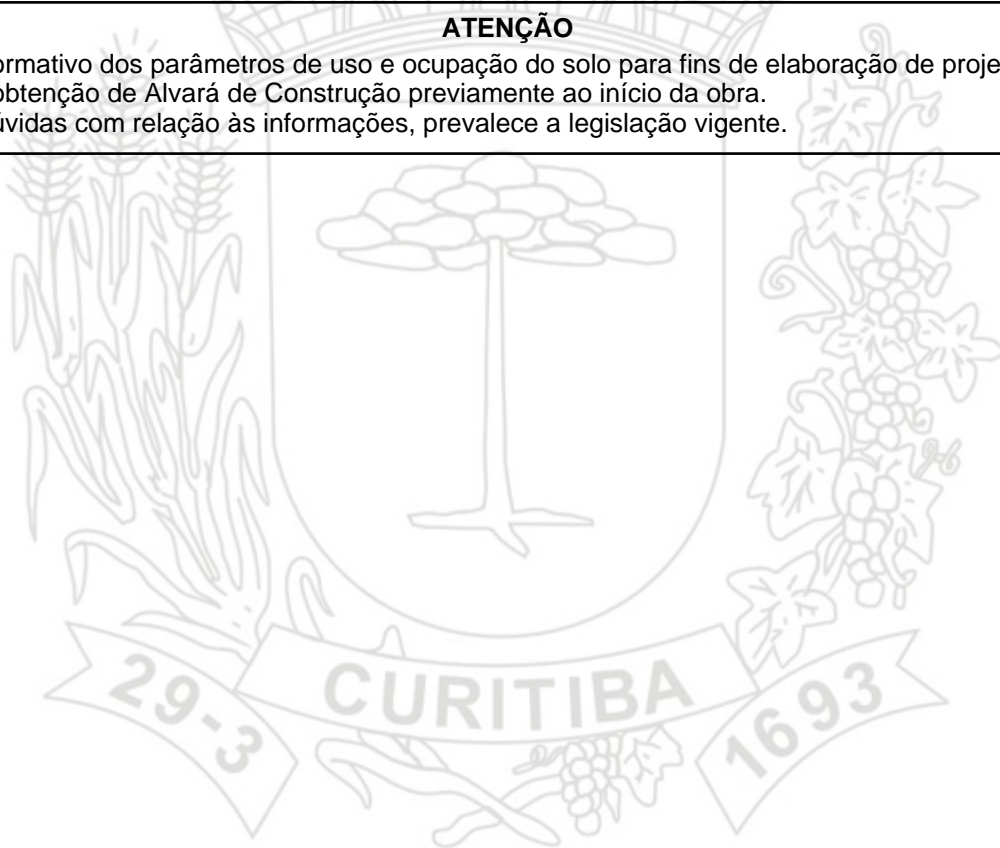 ATENÇÃO
ormativo dos parâmetros de uso e ocupação do solo para fins de elaboração de proje
obtenção de Alvará de Construção previamente ao início da obra.
úvidas com relação às informações, prevalece a legislação vigente.
29-3 CURITIBA 1693